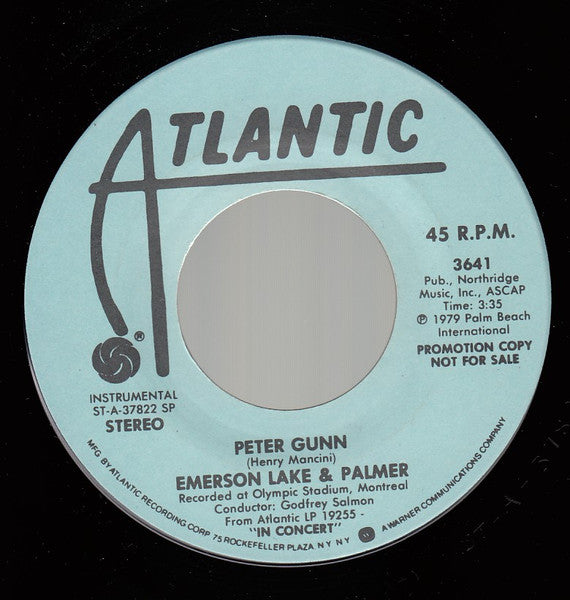 ATLANTIC
45 R.P.M.
3641
Pub., Northridge
Music, Inc., ASCAP
Time: 3:35
℗ 1979 Palm Beach
International
PROMOTION COPY
NOT FOR SALE
®
INSTRUMENTAL
ST-A-37822 SP
STEREO
PETER GUNN
(Henry Mancini)
EMERSON LAKE & PALMER
Recorded at Olympic Stadium, Montreal
Conductor: Godfrey Salmon
From Atlantic LP 19255 -
"IN CONCERT"
MFG BY ATLANTIC RECORDING CORP 75 ROCKEFELLER PLAZA NY NY A WARNER COMMUNICATIONS COMPANY